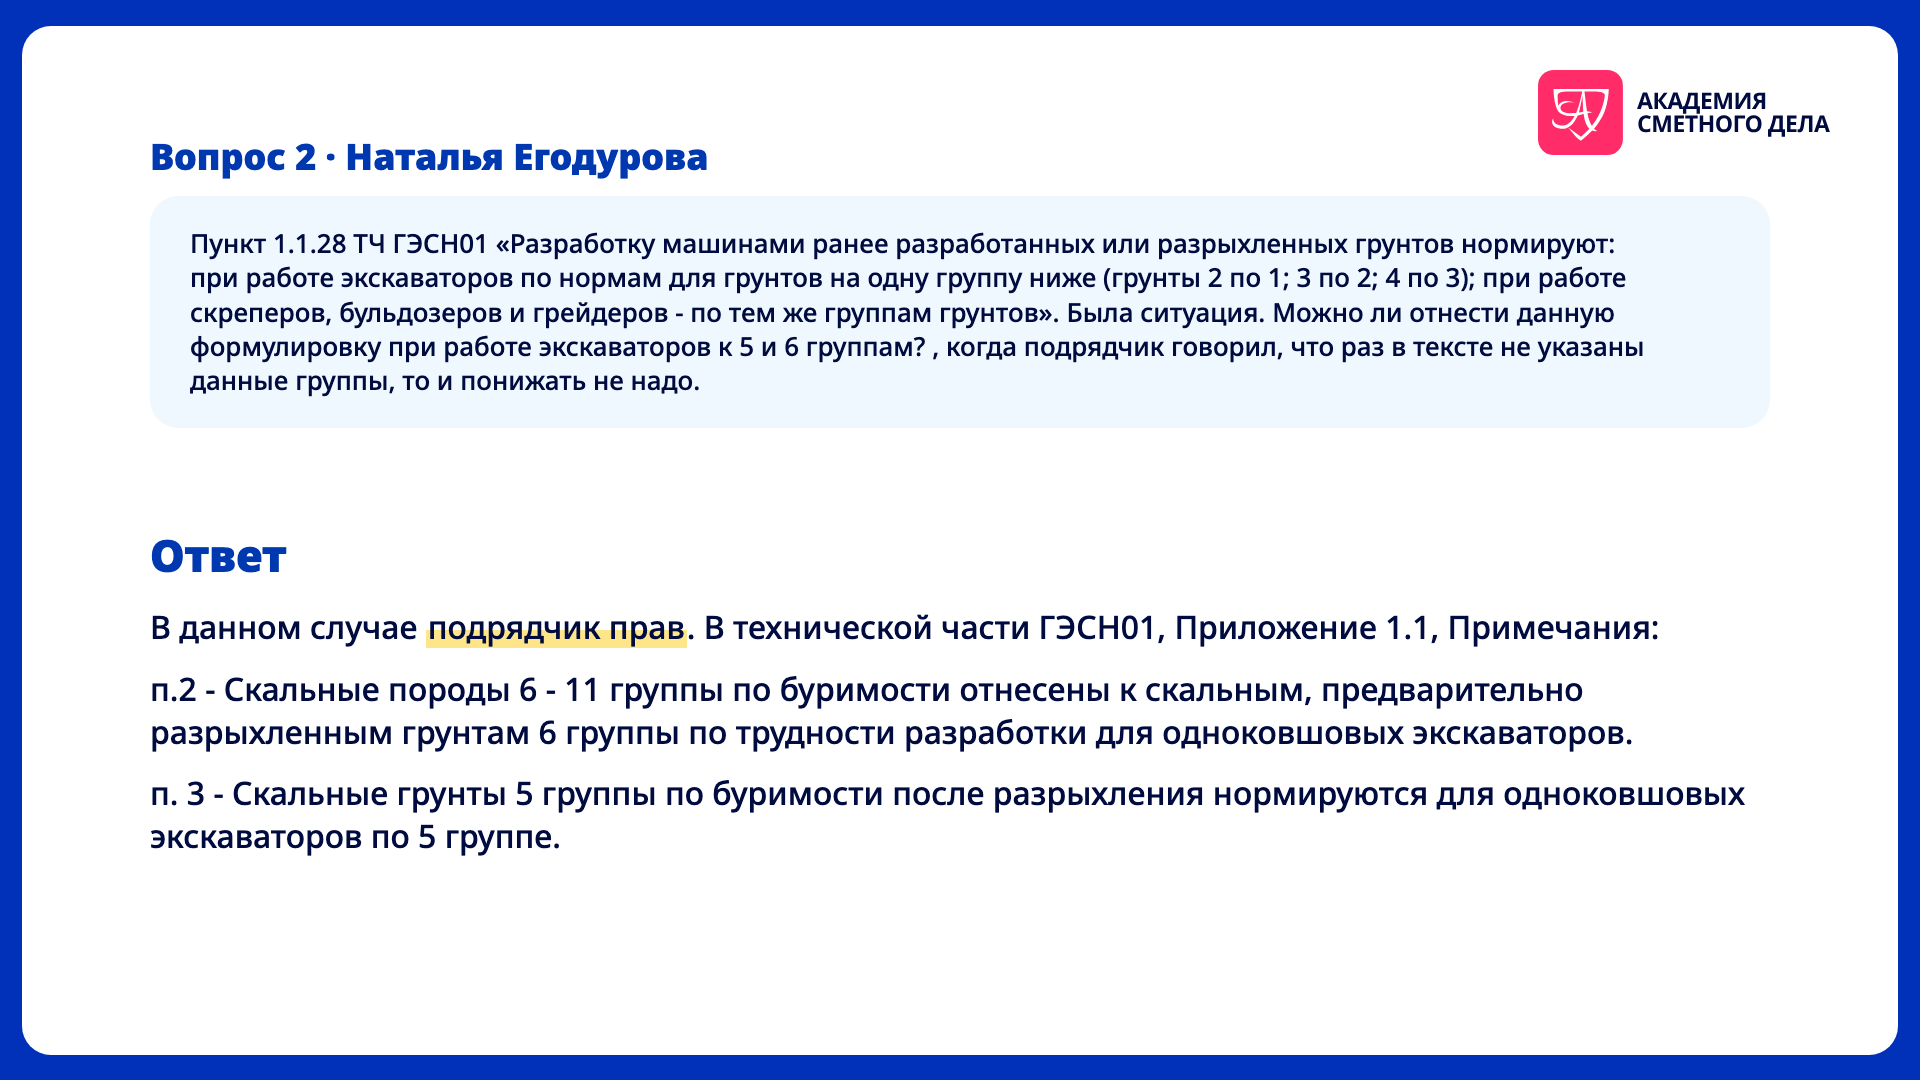 АКАДЕМИЯ
СМЕТНОГО ДЕЛА
Вопрос 2 · Наталья Егодурова
Пункт 1.1.28 ТЧ ГЭСН01 «Разработку машинами ранее разработанных или разрыхленных грунтов нормируют:
при работе экскаваторов по нормам для грунтов на одну группу ниже (грунты 2 по 1; 3 по 2; 4 по 3); при работе
скреперов, бульдозеров и грейдеров - по тем же группам грунтов». Была ситуация. Можно ли отнести данную
формулировку при работе экскаваторов к 5 и 6 группам? , когда подрядчик говорил, что раз в тексте не указаны
данные группы, то и понижать не надо.
Ответ
В данном случае подрядчик прав. В технической части ГЭСН01, Приложение 1.1, Примечания:
п.2 - Скальные породы 6 - 11 группы по буримости отнесены к скальным, предварительно
разрыхленным грунтам 6 группы по трудности разработки для одноковшовых экскаваторов.
п. 3 - Скальные грунты 5 группы по буримости после разрыхления нормируются для одноковшовых
экскаваторов по 5 группе.